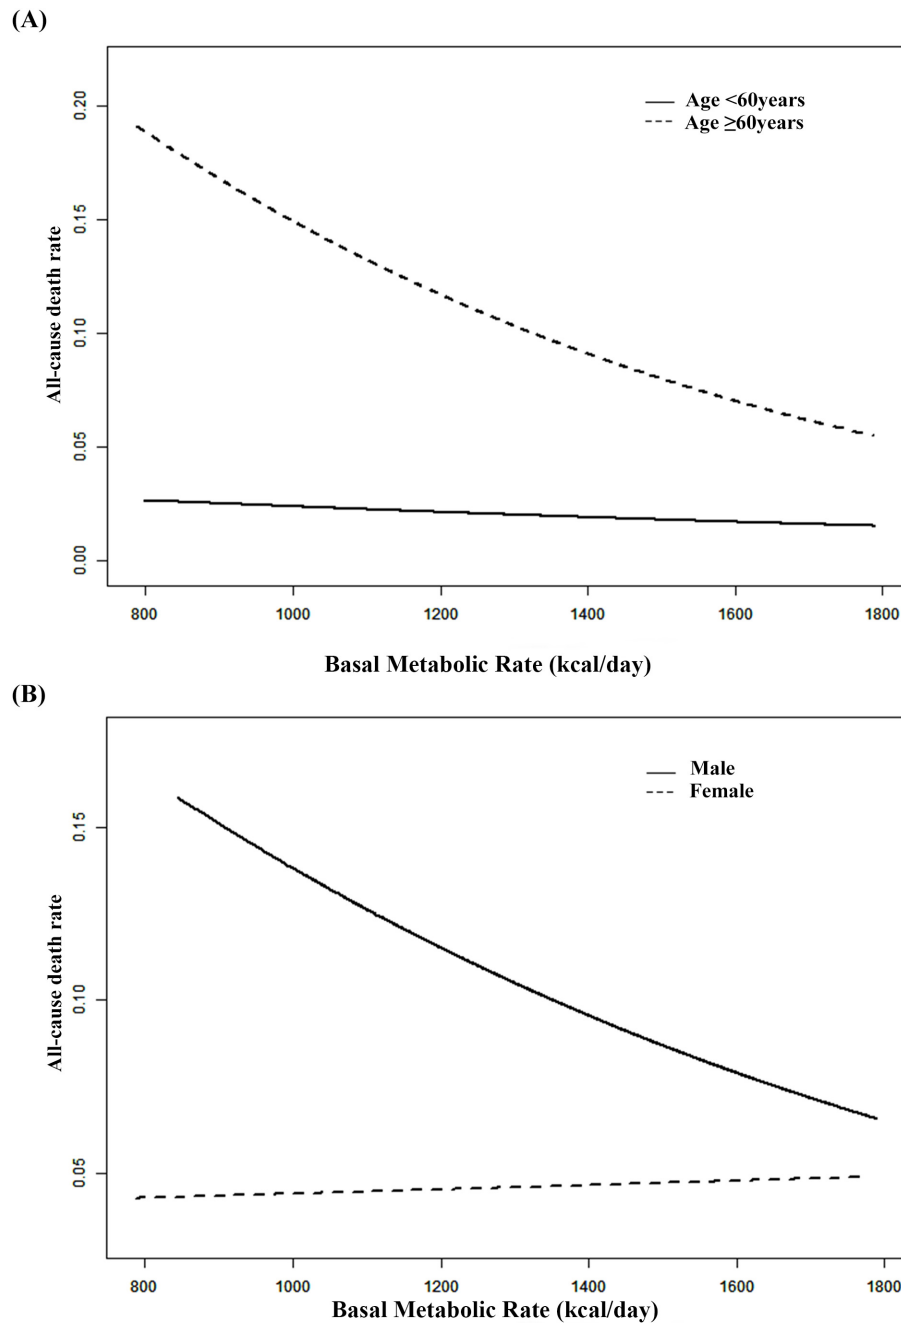 (A)
0.20
0.15
0.10
0.05
0.00
All-cause death rate
Age <60years
Age ≥60years
800 1000 1200 1400 1600 1800
Basal Metabolic Rate (kcal/day)
(B)
0.15
0.10
0.05
All-cause death rate
Male
Female
800 1000 1200 1400 1600 1800
Basal Metabolic Rate (kcal/day)